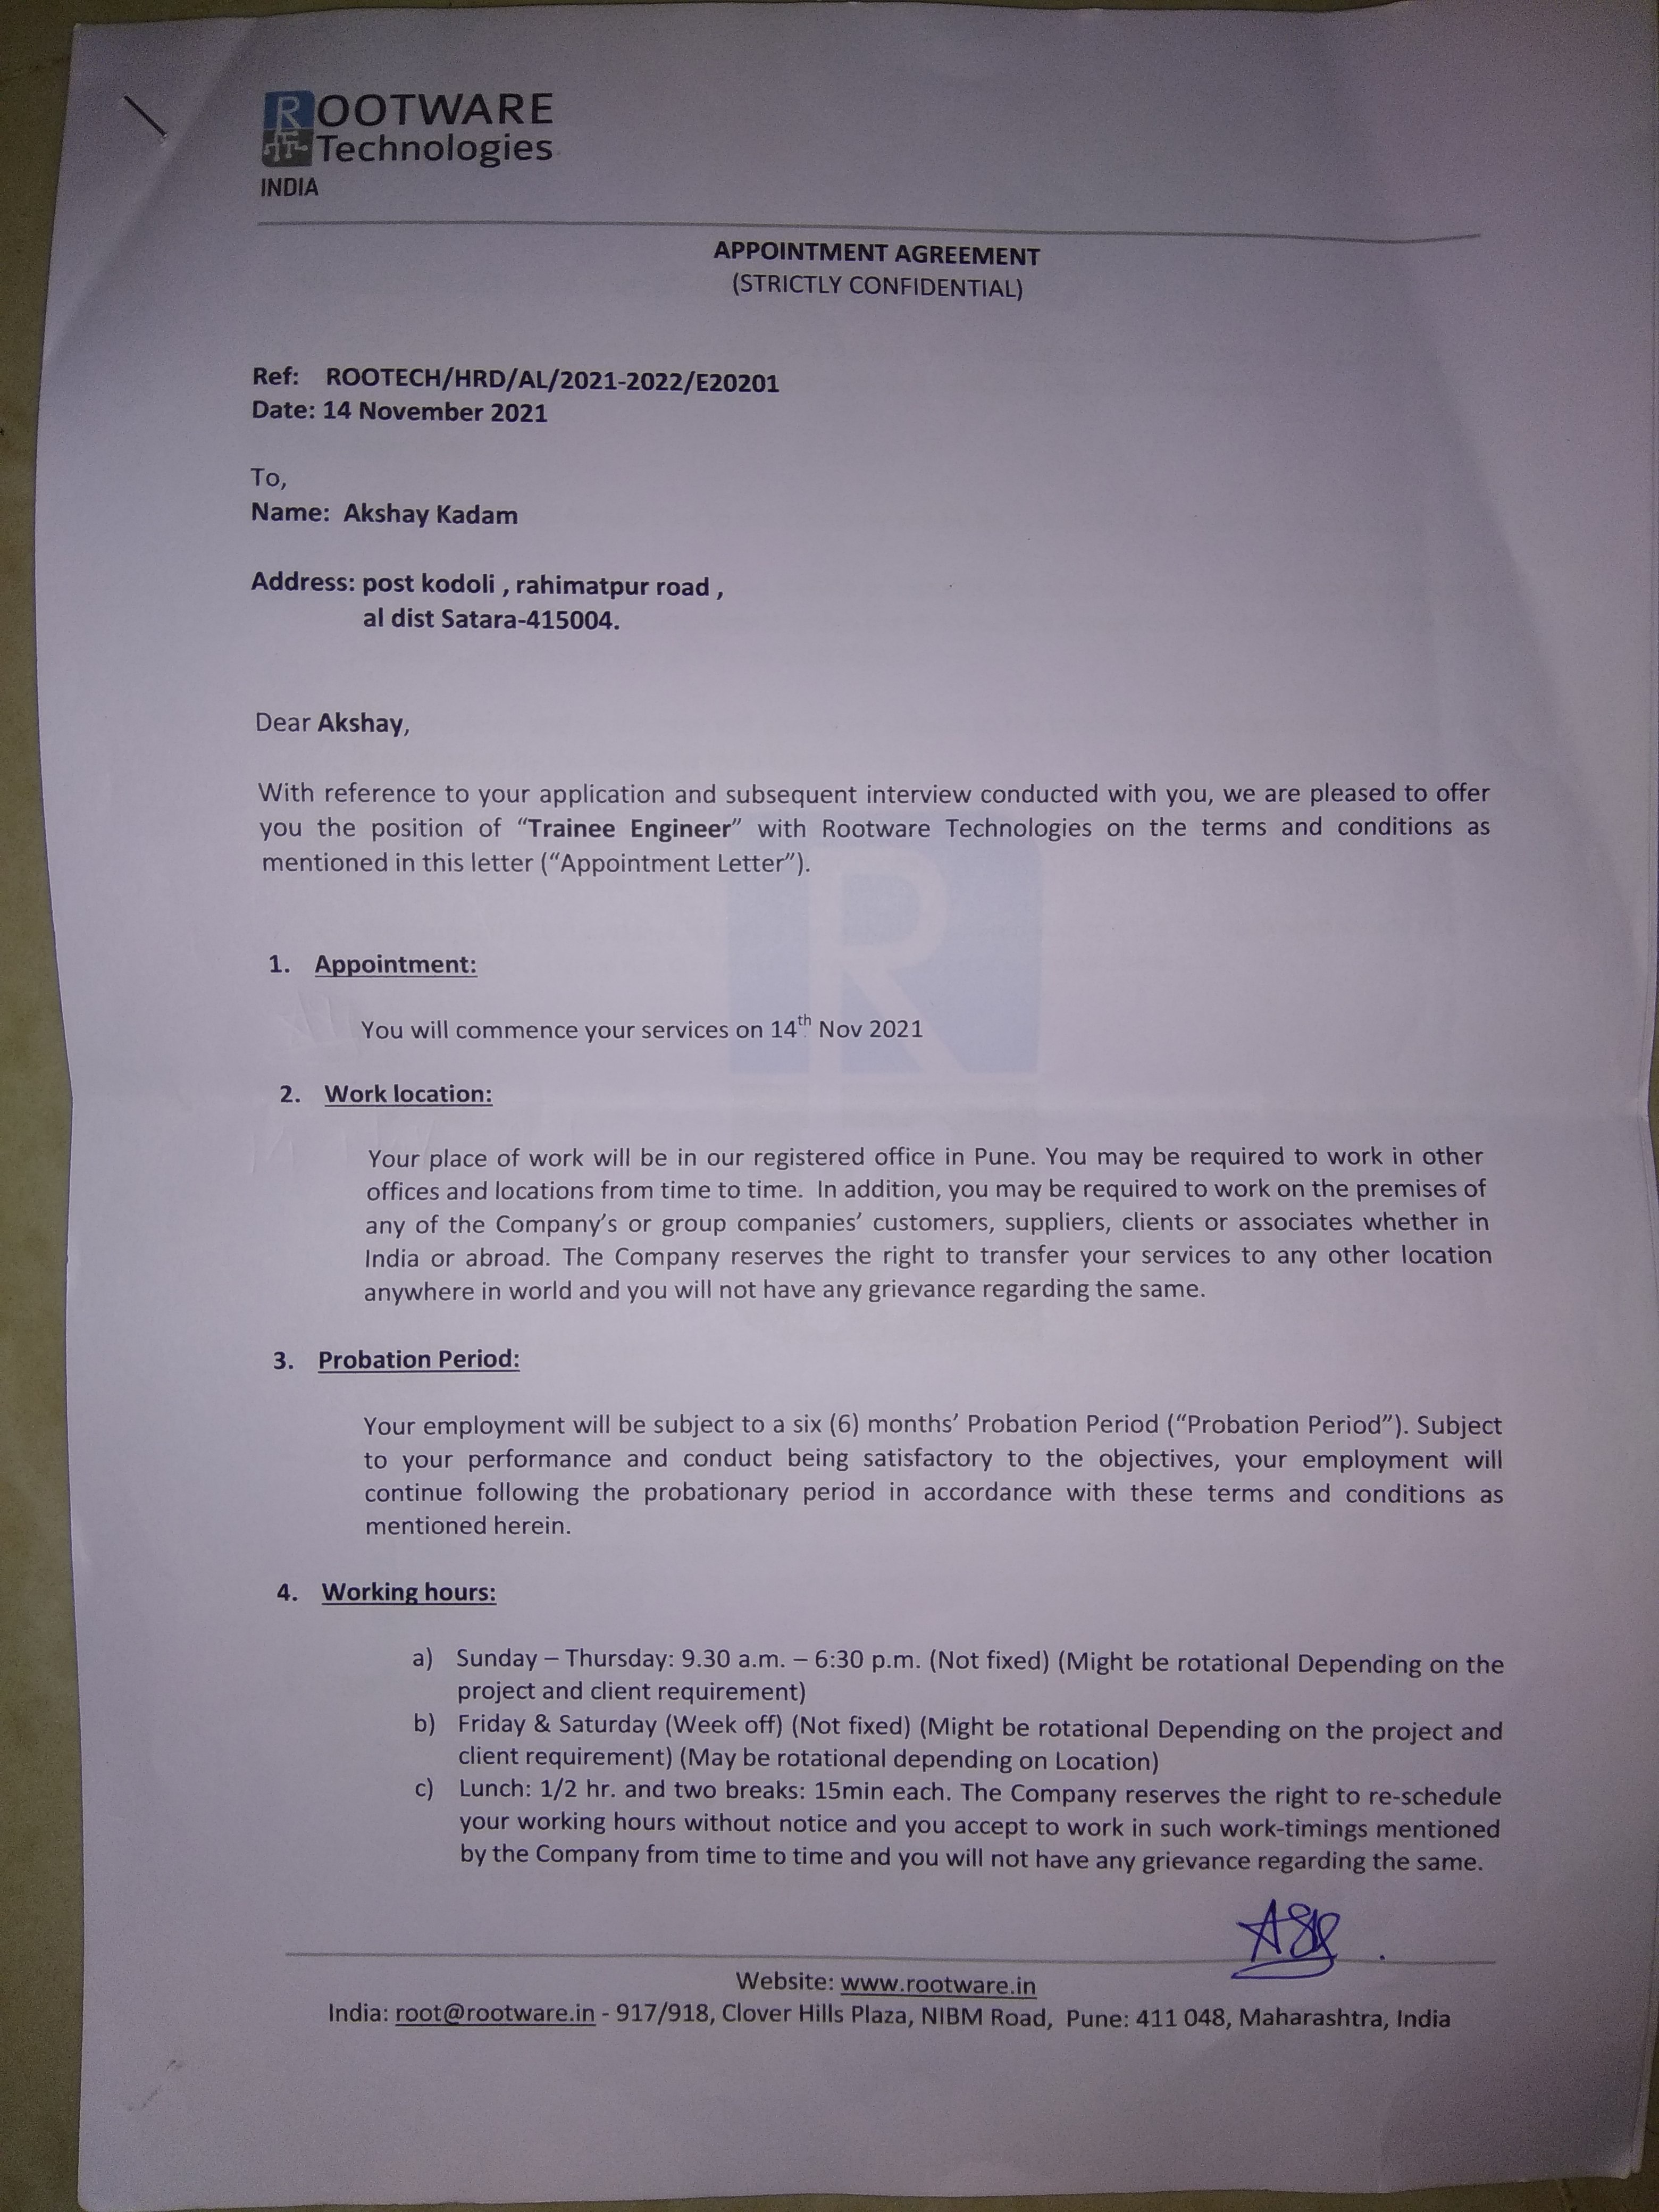 ROOTWARE
Technologies
INDIA
APPOINTMENT AGREEMENT
(STRICTLY CONFIDENTIAL)
Ref: ROOTECH/HRD/AL/2021-2022/E20201
Date: 14 November 2021
To,
Name: Akshay Kadam
Address: post kodoli , rahimatpur road ,
al dist Satara-415004.
Dear Akshay,
With reference to your application and subsequent interview conducted with you, we are pleased to offer
you the position of “Trainee Engineer” with Rootware Technologies on the terms and conditions as
mentioned in this letter (“Appointment Letter”).
1. Appointment:
You will commence your services on 14th Nov 2021
2. Work location:
Your place of work will be in our registered office in Pune. You may be required to work in other
offices and locations from time to time. In addition, you may be required to work on the premises of
any of the Company’s or group companies’ customers, suppliers, clients or associates whether in
India or abroad. The Company reserves the right to transfer your services to any other location
anywhere in world and you will not have any grievance regarding the same.
3. Probation Period:
Your employment will be subject to a six (6) months’ Probation Period (“Probation Period”). Subject
to your performance and conduct being satisfactory to the objectives, your employment will
continue following the probationary period in accordance with these terms and conditions as
mentioned herein.
4. Working hours:
a) Sunday – Thursday: 9.30 a.m. – 6:30 p.m. (Not fixed) (Might be rotational Depending on the
project and client requirement)
b) Friday & Saturday (Week off) (Not fixed) (Might be rotational Depending on the project and
client requirement) (May be rotational depending on Location)
c) Lunch: 1/2 hr. and two breaks: 15min each. The Company reserves the right to re-schedule
your working hours without notice and you accept to work in such work-timings mentioned
by the Company from time to time and you will not have any grievance regarding the same.
Website: www.rootware.in
India: root@rootware.in - 917/918, Clover Hills Plaza, NIBM Road, Pune: 411 048, Maharashtra, India